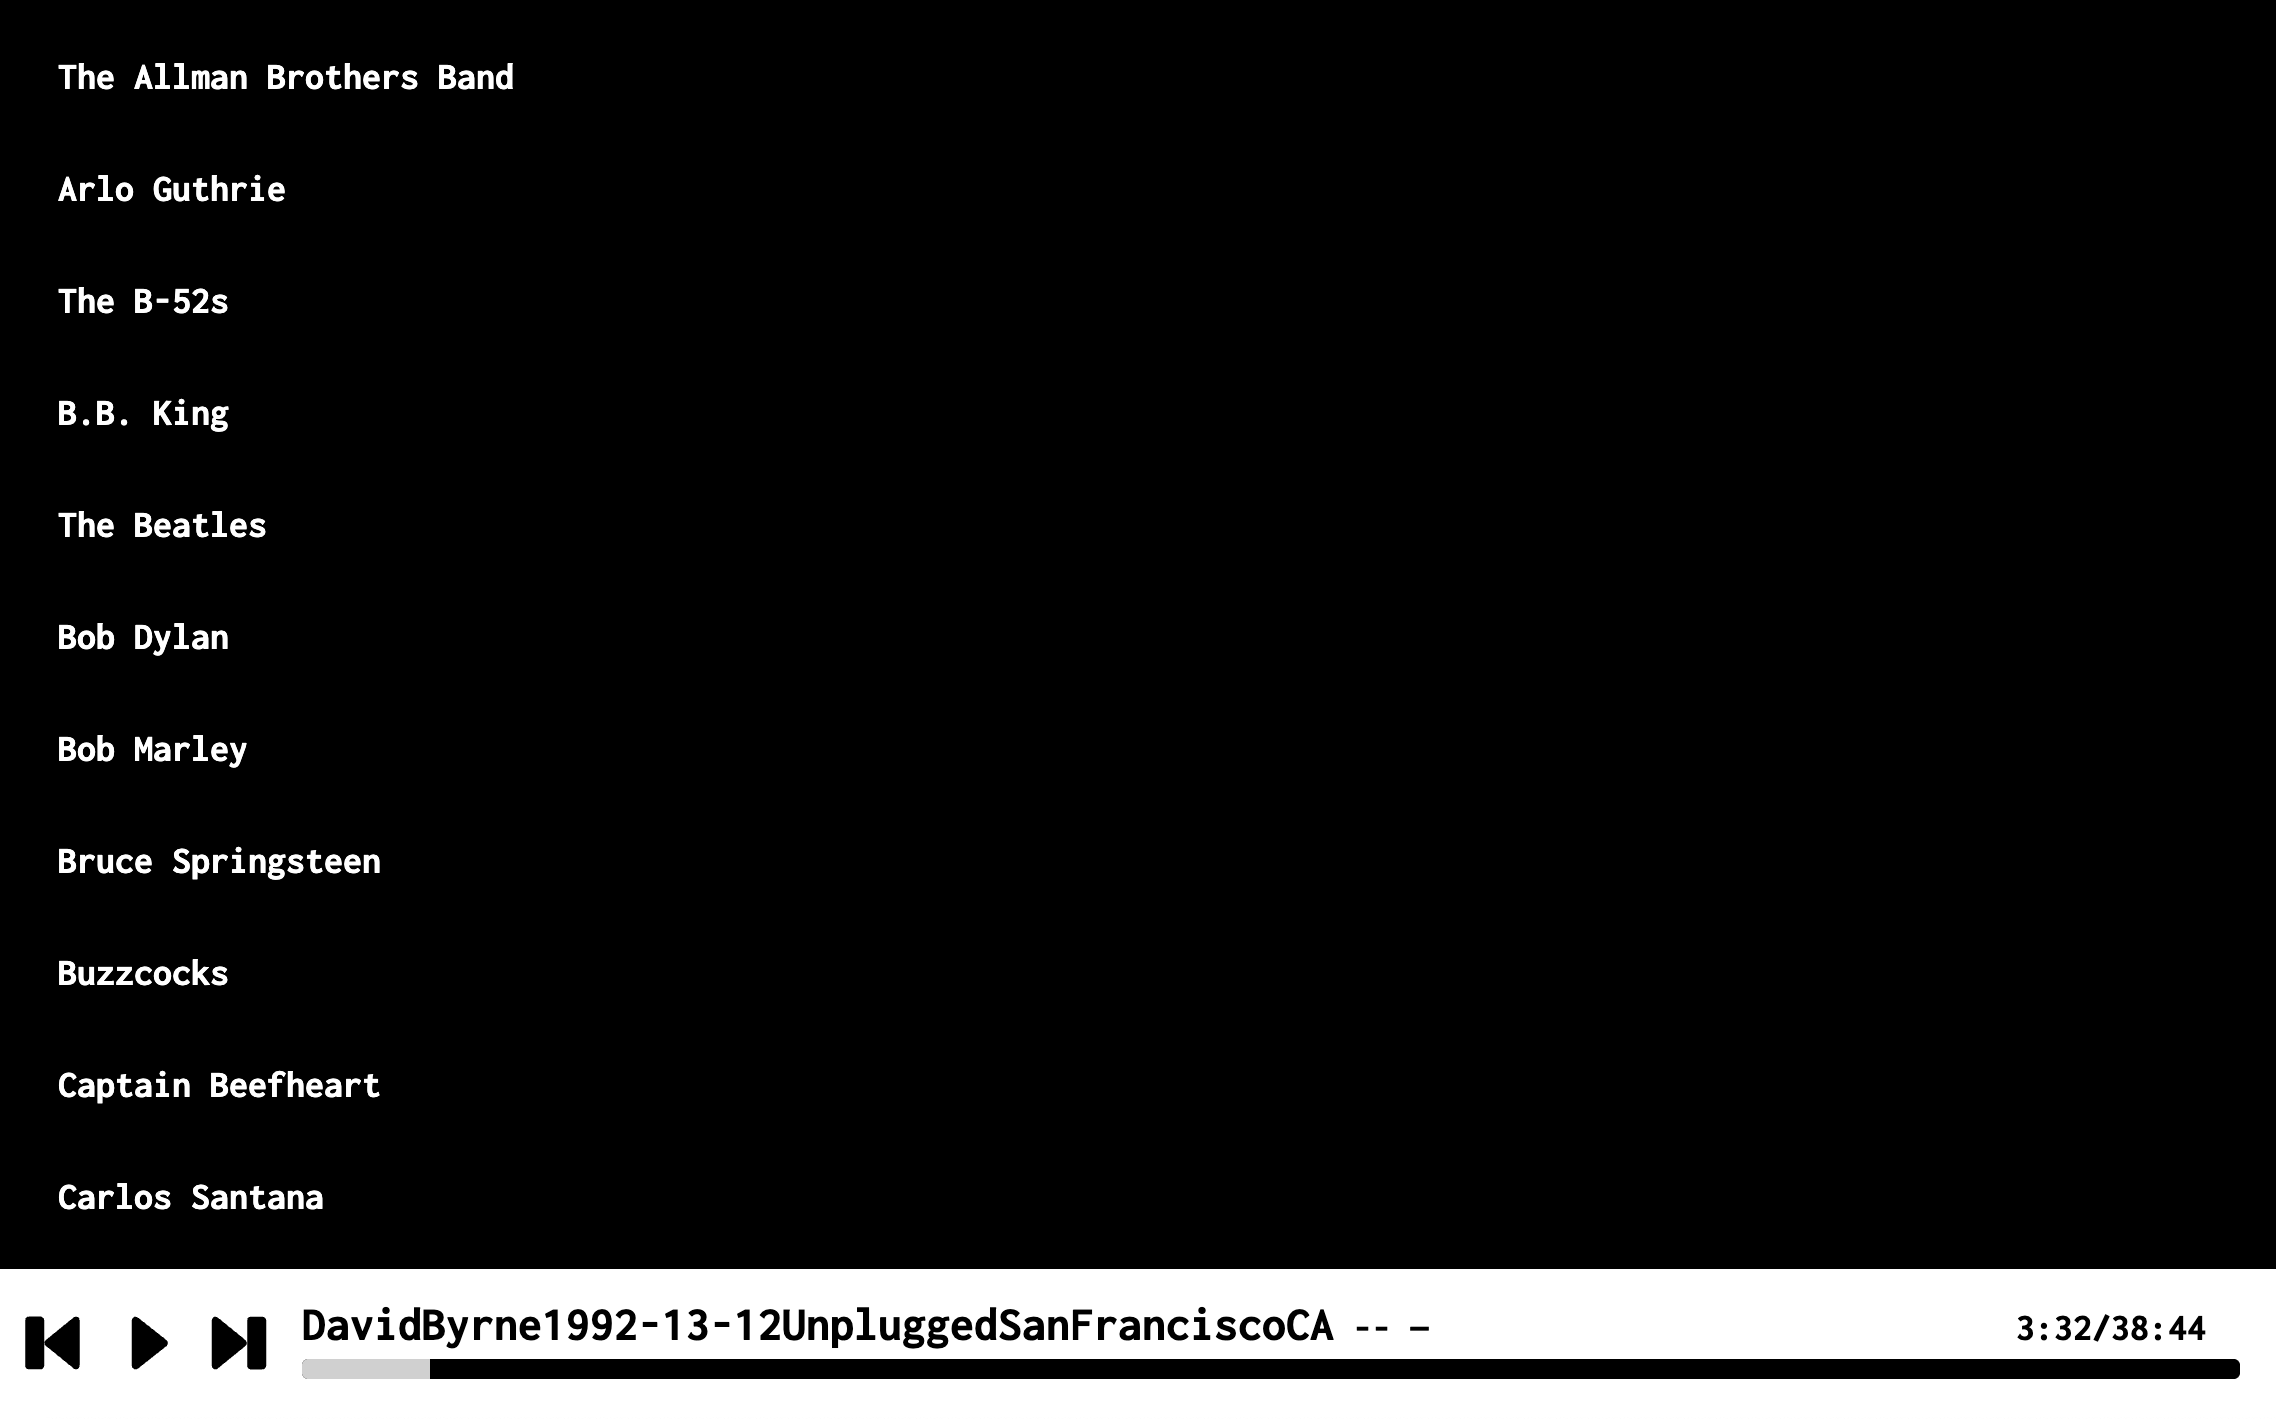 The Allman Brothers Band
Arlo Guthrie
The B-52s
B.B. King
The Beatles
Bob Dylan
Bob Marley
Bruce Springsteen
Buzzcocks
Captain Beefheart
Carlos Santana
DavidByrne1992-13-12UnpluggedSanFranciscoCA -- — 3:32/38:44